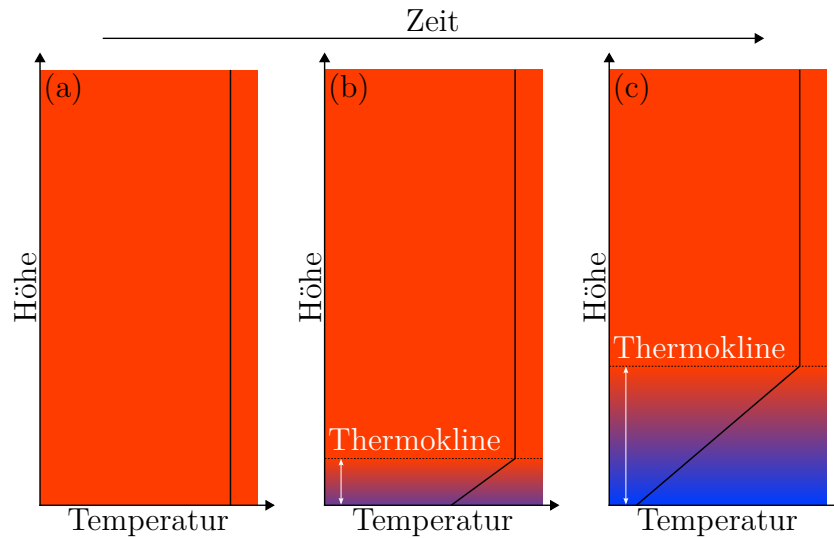 Zeit
(a)
Höhe
Temperatur
(b)
Höhe
Thermokline
Temperatur
(c)
Höhe
Thermokline
Temperatur